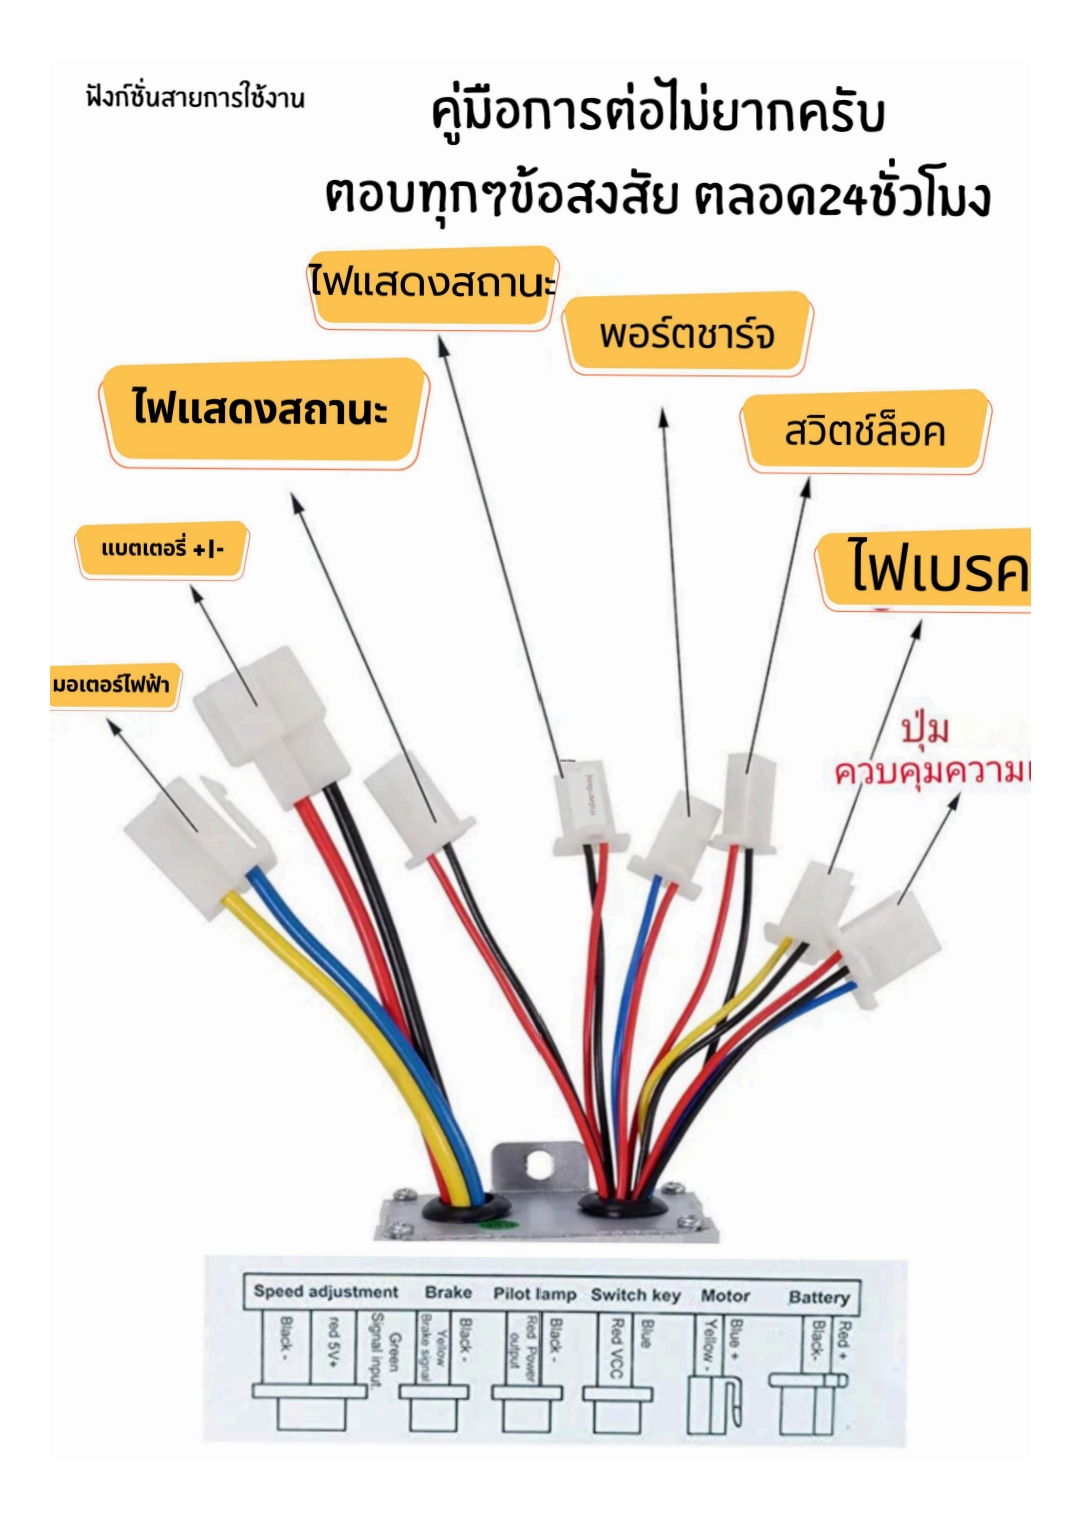 ฟังก์ชั่นสายการใช้งาน
คู่มือการต่อไม่ยากครับ
ตอบทุกๆข้อสงสัย ตลอด24ชั่วโมง
ไฟแสดงสถานะ
พอร์ตชาร์จ
ไฟแสดงสถานะ
สวิตช์ล็อค
แบตเตอรี่ +|-
ไฟเบรค
มอเตอร์ไฟฟ้า
ปุ่ม
ควบคุมความ
Speed adjustment Brake Pilot lamp Switch key Motor Battery
Black -
red 5V+
Green
Signal input.
Black -
Yellow
Brake signal
Black -
Red Power
output
Blue
Red VCC
Blue +
Yellow -
Red +
Black-